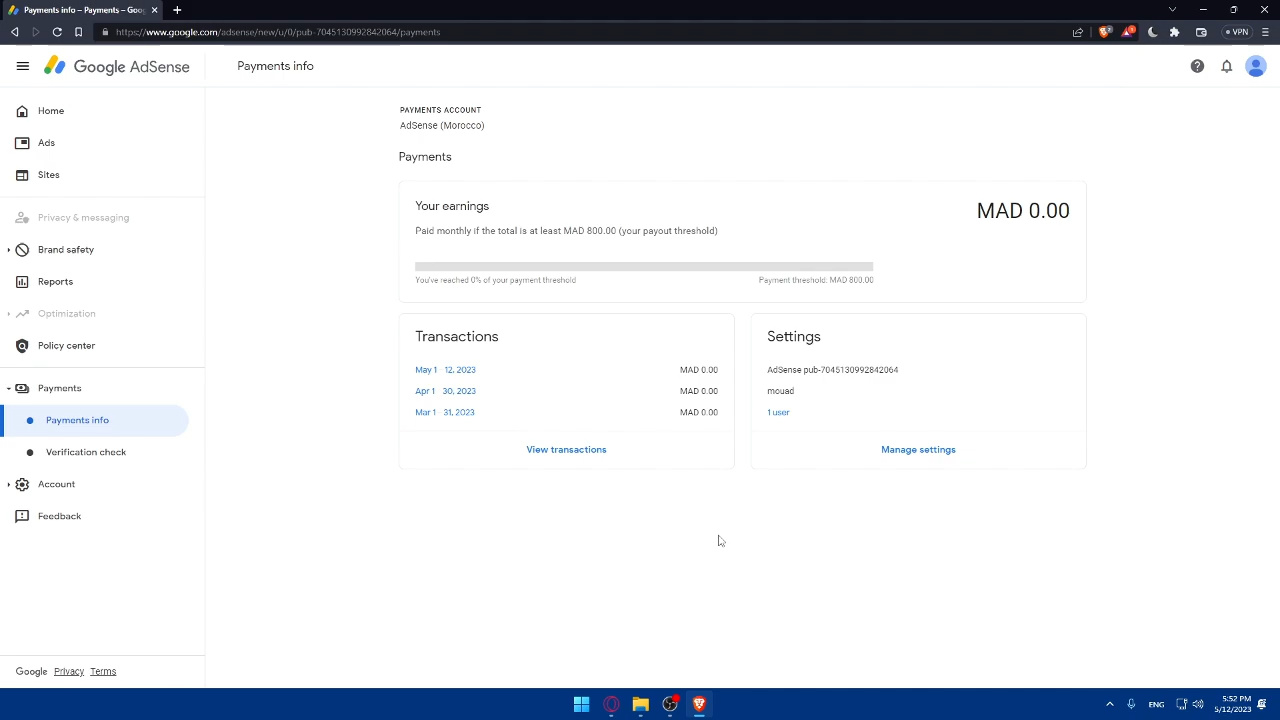 Payments info – Payments – Goo
https://www.google.com/adsense/new/u/0/pub-7045130992842064/payments
VPN
Google AdSense
Payments info
Home
Ads
Sites
Privacy & messaging
Brand safety
Reports
Optimization
Policy center
Payments
Payments info
Verification check
Account
Feedback
Google Privacy Terms
PAYMENTS ACCOUNT
AdSense (Morocco)
Payments
Your earnings
MAD 0.00
Paid monthly if the total is at least MAD 800.00 (your payout threshold)
You've reached 0% of your payment threshold
Payment threshold: MAD 800.00
Transactions
May 1 - 12, 2023 MAD 0.00
Apr 1 - 30, 2023 MAD 0.00
Mar 1 - 31, 2023 MAD 0.00
View transactions
Settings
AdSense pub-7045130992842064
mouad
1 user
Manage settings
ENG
5:52 PM
5/12/2023